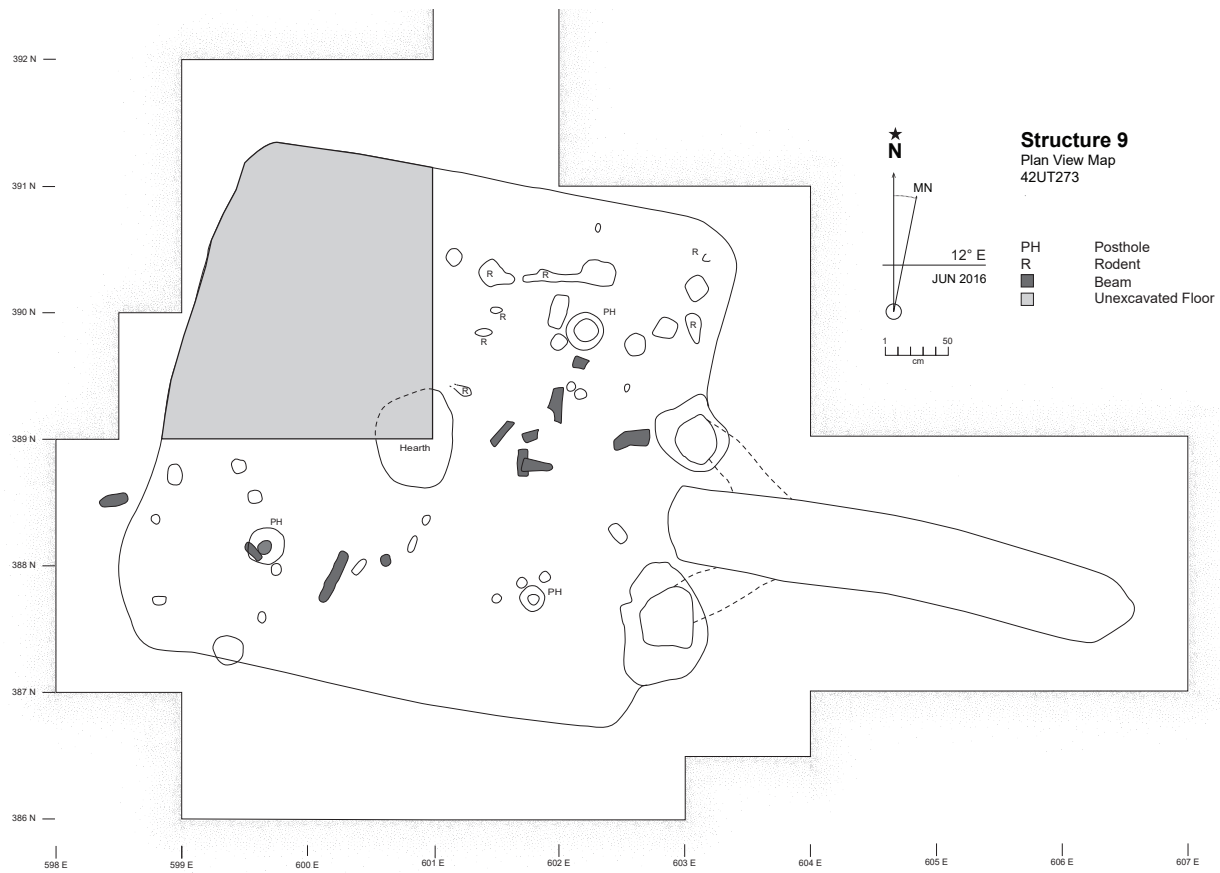 392 N
N
Structure 9
Plan View Map
42UT273
391 N
MN
PH Posthole
R Rodent
Beam
Unexcavated Floor
12° E
JUN 2016
1 50
cm
R
R
R
390 N
R
PH
R
R
R
389 N
Hearth
PH
388 N
PH
387 N
386 N
598 E 599 E 600 E 601 E 602 E 603 E 604 E 605 E 606 E 607 E